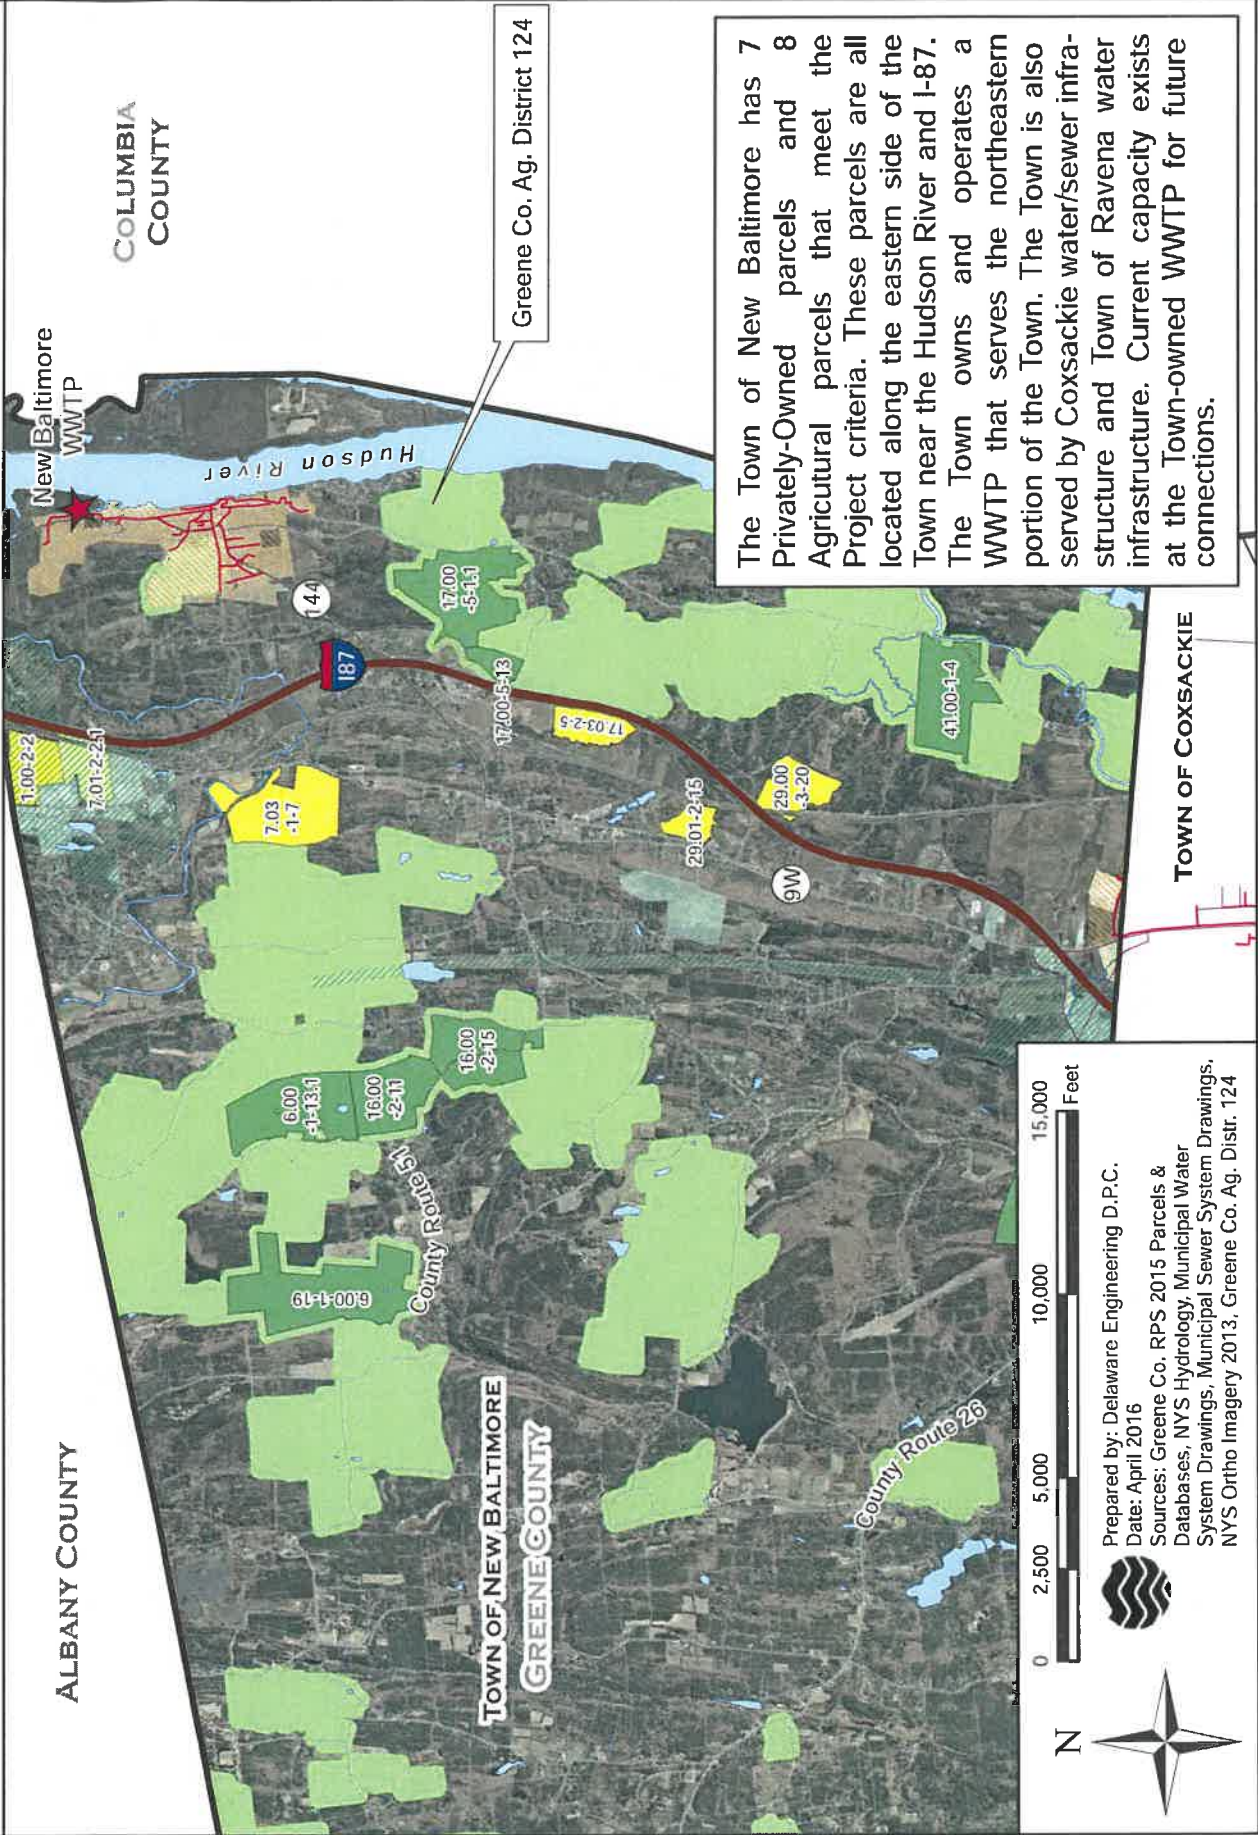 ALBANY COUNTY
COLUMBIA
COUNTY
New Baltimore
WWTP
Hudson River
Greene Co. Ag. District 124
144
I87
1.00-2-2
7.01-2-2.1
7.03
-1-7
17.00
-5-1.1
17.00-5-13
17.03-2-5
29.01-2-15
29.00
-3-20
41.00-1-4
9W
6.00
-1-13.1
16.00
-2-11
16.00
-2-15
6.00-1-19
County Route 51
TOWN OF NEW BALTIMORE
GREENE COUNTY
County Route 26
TOWN OF COXSACKIE
The Town of New Baltimore has 7
Privately-Owned parcels and 8
Agricutural parcels that meet the
Project criteria. These parcels are all
located along the eastern side of the
Town near the Hudson River and I-87.
The Town owns and operates a
WWTP that serves the northeastern
portion of the Town. The Town is also
served by Coxsackie water/sewer infra-
structure and Town of Ravena water
infrastructure. Current capacity exists
at the Town-owned WWTP for future
connections.
N
0 2,500 5,000 10,000 15,000
Feet
Prepared by: Delaware Engineering D.P.C.
Date: April 2016
Sources: Greene Co. RPS 2015 Parcels &
Databases, NYS Hydrology, Municipal Water
System Drawings, Municipal Sewer System Drawings,
NYS Ortho Imagery 2013, Greene Co. Ag. Distr. 124